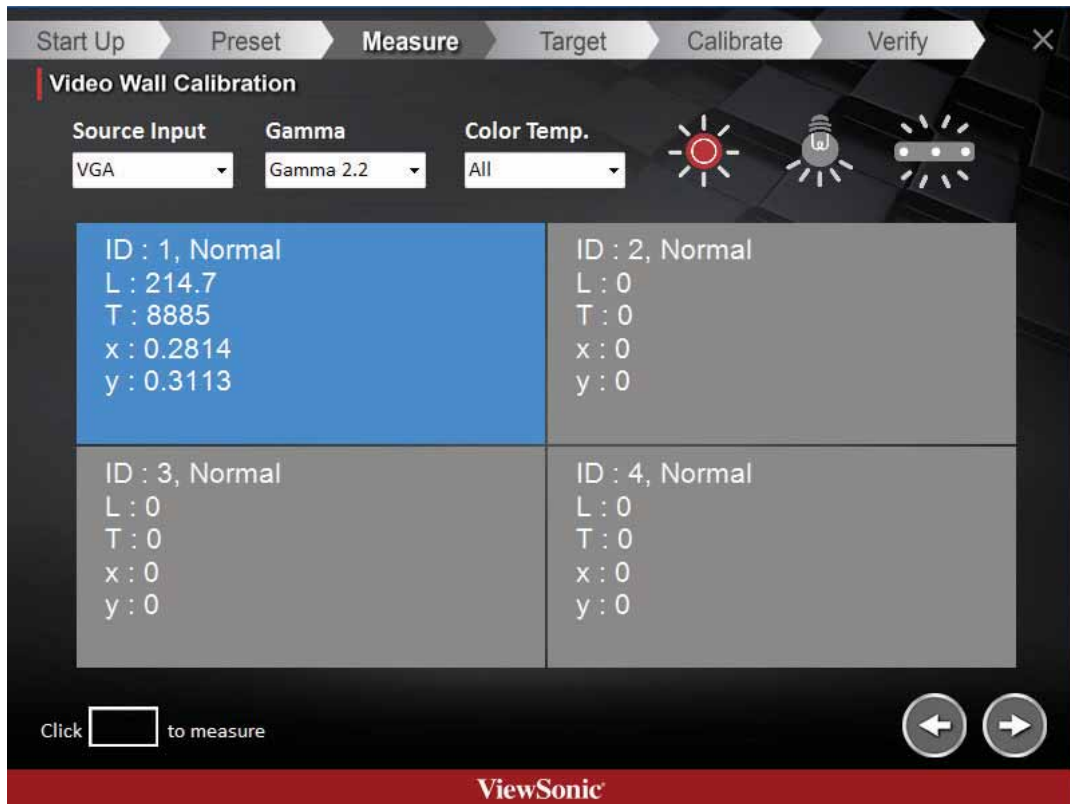 Start Up Preset Measure Target Calibrate Verify
Video Wall Calibration
Source Input Gamma Color Temp.
VGA Gamma 2.2 All
ID : 1, Normal
L : 214.7
T : 8885
x : 0.2814
y : 0.3113
ID : 2, Normal
L : 0
T : 0
x : 0
y : 0
ID : 3, Normal
L : 0
T : 0
x : 0
y : 0
ID : 4, Normal
L : 0
T : 0
x : 0
y : 0
Click to measure
ViewSonic